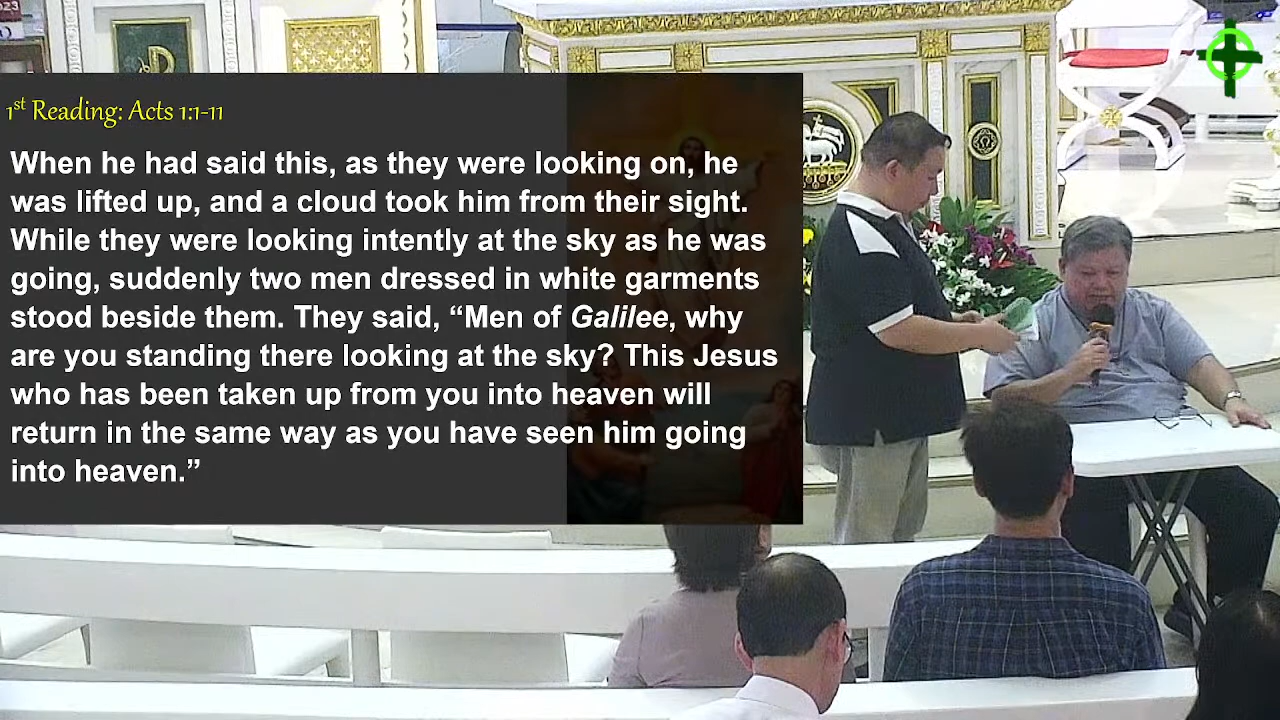 023
1st Reading: Acts 1:1-11
When he had said this, as they were looking on, he
was lifted up, and a cloud took him from their sight.
While they were looking intently at the sky as he was
going, suddenly two men dressed in white garments
stood beside them. They said, “Men of Galilee, why
are you standing there looking at the sky? This Jesus
who has been taken up from you into heaven will
return in the same way as you have seen him going
into heaven.”